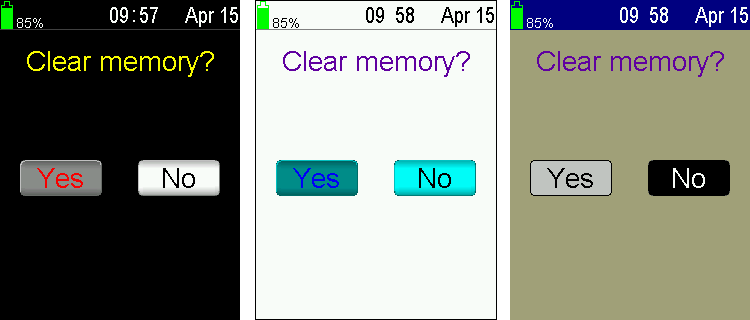 85% 09:57 Apr 15
Clear memory?
Yes No
85% 09 58 Apr 15
Clear memory?
Yes No
85% 09 58 Apr 15
Clear memory?
Yes No